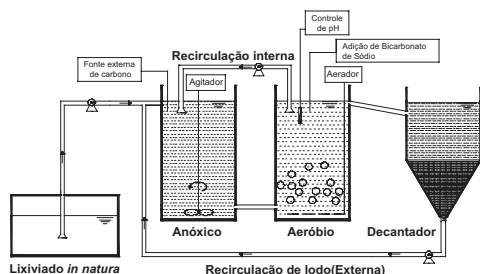 Controle
de pH
Recirculação interna
Adição de Bicarbonato
de Sódio
Fonte externa
de carbono
Agitador
Aerador
Anóxico
Aeróbio
Decantador
Lixiviado in natura
Recirculação de lodo(Externa)